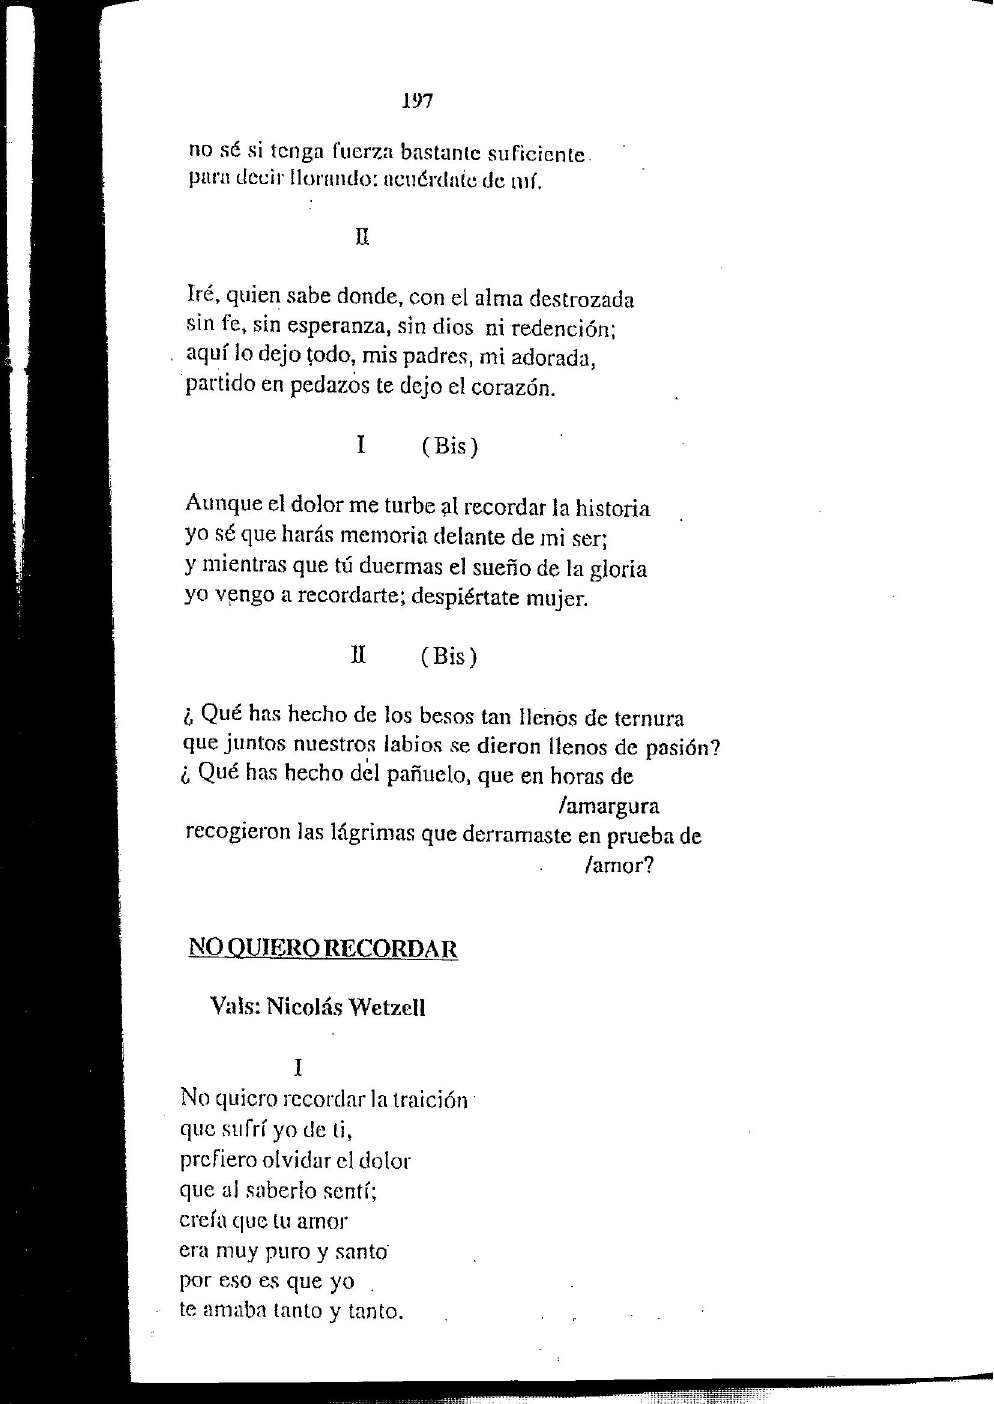 197
no sé si tenga fuerza bastante suficiente
para decir llorando: acuérdate de mí.
II
Iré, quien sabe donde, con el alma destrozada
sin fe, sin esperanza, sin dios ni redención;
aquí lo dejo todo, mis padres, mi adorada,
partido en pedazos te dejo el corazón.
I (Bis)
Aunque el dolor me turbe al recordar la historia
yo sé que harás memoria delante de mi ser;
y mientras que tú duermas el sueño de la gloria
yo vengo a recordarte; despiértate mujer.
II (Bis)
¿ Qué has hecho de los besos tan llenos de ternura
que juntos nuestros labios se dieron llenos de pasión?
¿ Qué has hecho del pañuelo, que en horas de
/amargura
recogieron las lágrimas que derramaste en prueba de
/amor?
NO QUIERO RECORDAR
Vals: Nicolás Wetzell
I
No quiero recordar la traición
que sufrí yo de ti,
prefiero olvidar el dolor
que al saberlo sentí;
creía que tu amor
era muy puro y santo
por eso es que yo
te amaba tanto y tanto.